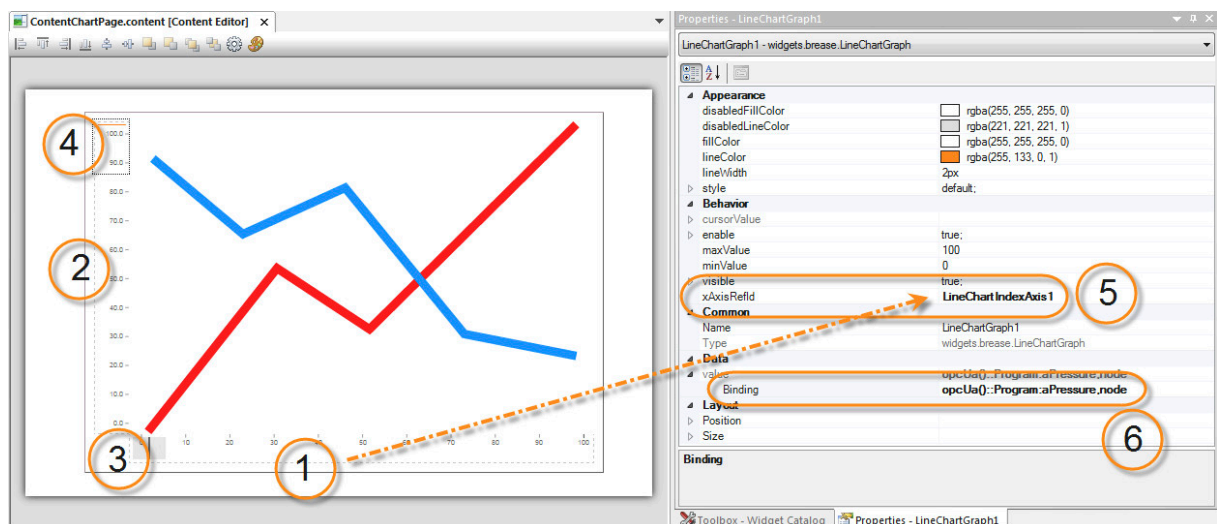 ContentChartPage.content [Content Editor] X
Properties - LineChartGraph1
LineChartGraph1 - widgets.brease.LineChartGraph
Appearance
disabledFillColor rgba(255, 255, 255, 0)
disabledLineColor rgba(221, 221, 221, 1)
fillColor rgba(255, 255, 255, 0)
lineColor rgba(255, 133, 0, 1)
lineWidth 2px
style default;
Behavior
cursorValue
enable true;
maxValue 100
minValue 0
visible true;
xAxisRefId LineChartIndexAxis1
Common
Name LineChartGraph1
Type widgets.brease.LineChartGraph
Data
value opcUa()::Program:aPressure,node
Binding opcUa()::Program:aPressure,node
Layout
Position
Size
Binding
Toolbox - Widget Catalog
Properties - LineChartGraph1
4
100.0
90.0
80.0
70.0
60.0
2
50.0
40.0
30.0
20.0
10.0
0.0
10 20 30 40 50 60 70 80 90 100
3
1
5
6